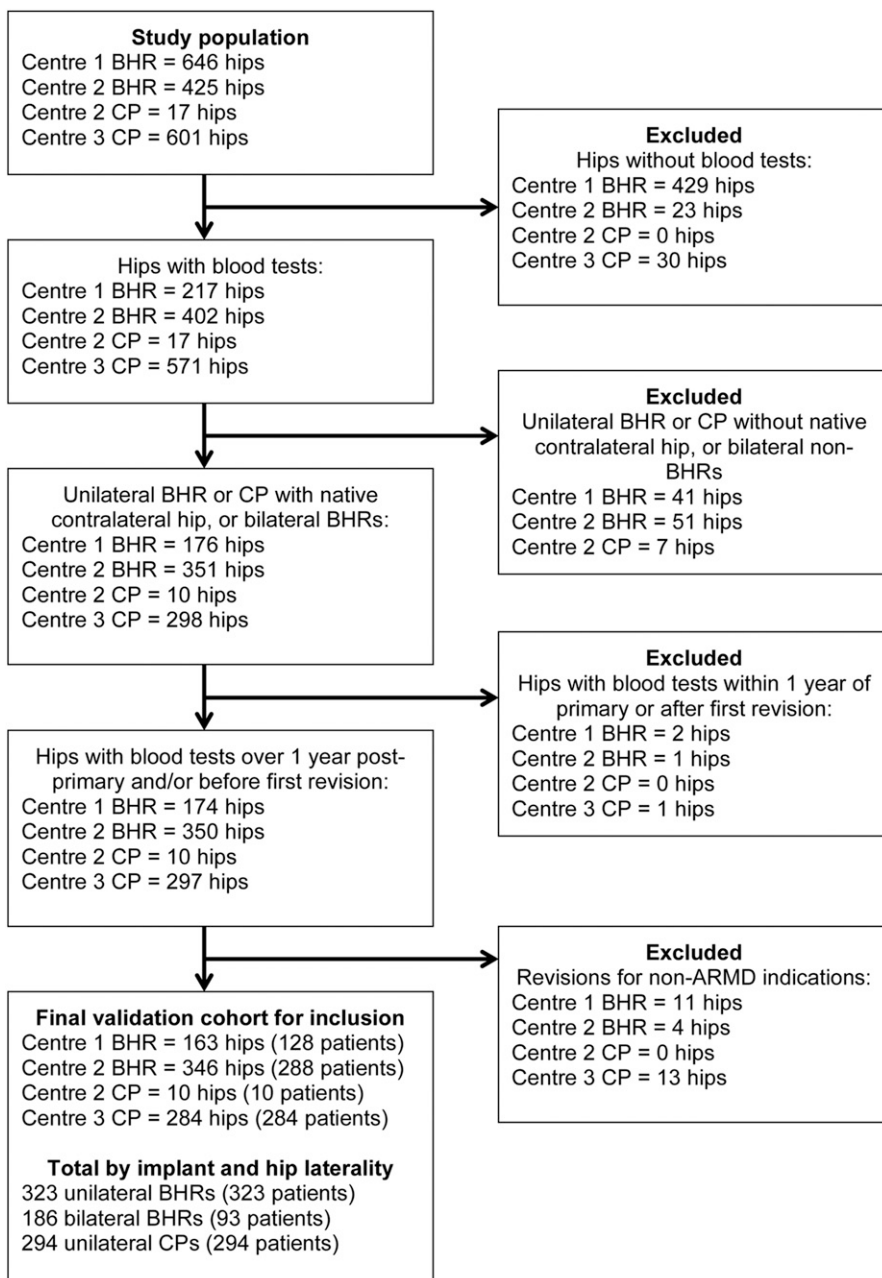 Study population
Centre 1 BHR = 646 hips
Centre 2 BHR = 425 hips
Centre 2 CP = 17 hips
Centre 3 CP = 601 hips
Excluded
Hips without blood tests:
Centre 1 BHR = 429 hips
Centre 2 BHR = 23 hips
Centre 2 CP = 0 hips
Centre 3 CP = 30 hips
Hips with blood tests:
Centre 1 BHR = 217 hips
Centre 2 BHR = 402 hips
Centre 2 CP = 17 hips
Centre 3 CP = 571 hips
Excluded
Unilateral BHR or CP without native
contralateral hip, or bilateral non-
BHRs
Centre 1 BHR = 41 hips
Centre 2 BHR = 51 hips
Centre 2 CP = 7 hips
Unilateral BHR or CP with native
contralateral hip, or bilateral BHRs:
Centre 1 BHR = 176 hips
Centre 2 BHR = 351 hips
Centre 2 CP = 10 hips
Centre 3 CP = 298 hips
Excluded
Hips with blood tests within 1 year of
primary or after first revision:
Centre 1 BHR = 2 hips
Centre 2 BHR = 1 hips
Centre 2 CP = 0 hips
Centre 3 CP = 1 hips
Hips with blood tests over 1 year post-
primary and/or before first revision:
Centre 1 BHR = 174 hips
Centre 2 BHR = 350 hips
Centre 2 CP = 10 hips
Centre 3 CP = 297 hips
Excluded
Revisions for non-ARMD indications:
Centre 1 BHR = 11 hips
Centre 2 BHR = 4 hips
Centre 2 CP = 0 hips
Centre 3 CP = 13 hips
Final validation cohort for inclusion
Centre 1 BHR = 163 hips (128 patients)
Centre 2 BHR = 346 hips (288 patients)
Centre 2 CP = 10 hips (10 patients)
Centre 3 CP = 284 hips (284 patients)
Total by implant and hip laterality
323 unilateral BHRs (323 patients)
186 bilateral BHRs (93 patients)
294 unilateral CPs (294 patients)